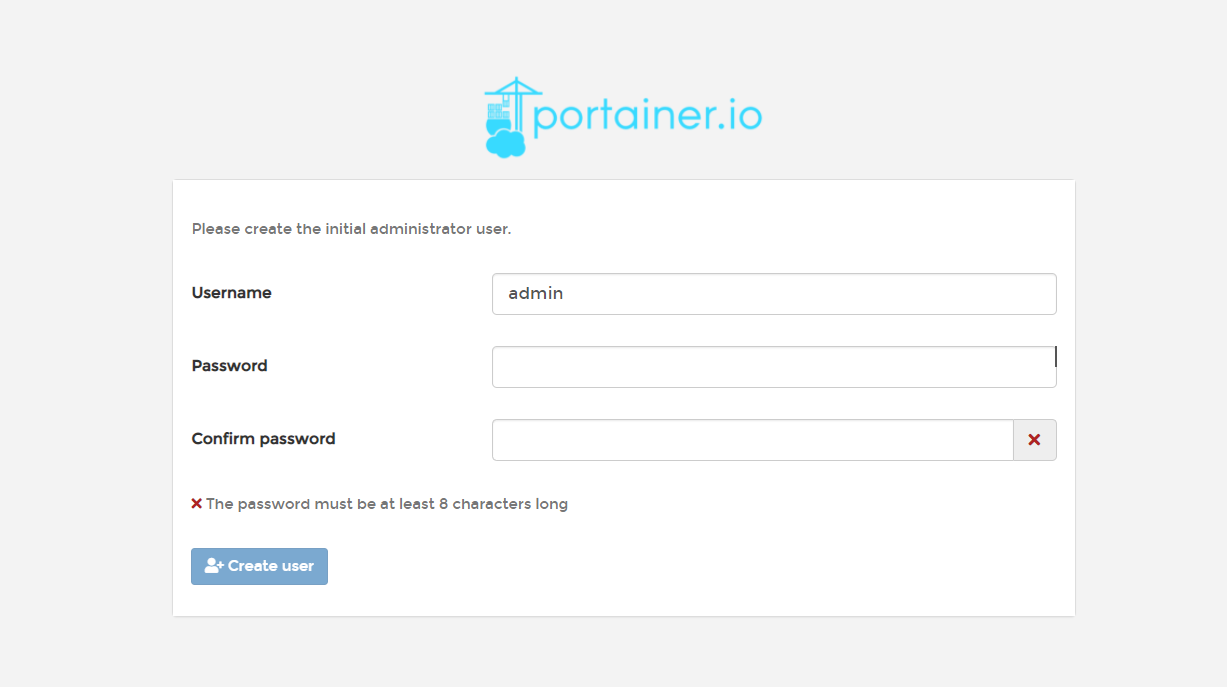 portainer.io
Please create the initial administrator user.
Username
admin
Password
Confirm password
The password must be at least 8 characters long
Create user